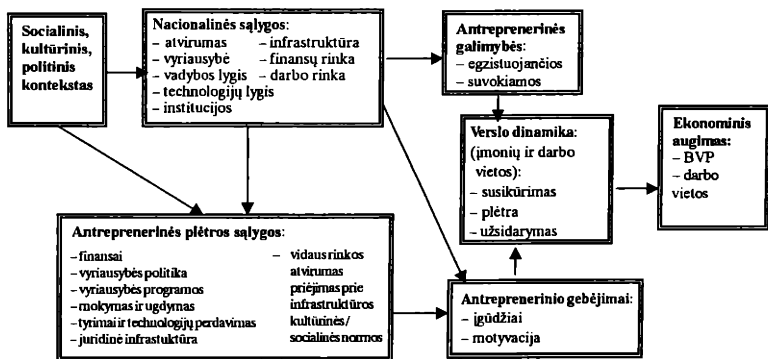 Socialinis,
kultūrinis,
politinis
kontekstas
Nacionalinės sąlygos:
– atvirumas – infrastruktūra
– vyriausybė – finansų rinka
– vadybos lygis – darbo rinka
– technologijų lygis
– institucijos
Antreprenerinės
galimybės:
– egzistuojančios
– suvokiamos
Verslo dinamika:
(įmonių ir darbo
vietos):
– susikūrimas
– plėtra
– užsidarymas
Ekonominis
augimas:
– BVP
– darbo
vietos
Antreprenerinės plėtros sąlygos:
–finansai
–vyriausybės politika
–vyriausybės programos
–mokymas ir ugdymas
–tyrimai ir technologijų perdavimas
–juridinė infrastuktūra
– vidaus rinkos
atvirumas
priėjimas prie
infrastruktūros
kultūrinės/
socialinės normos
Antreprenerinio gebėjimai:
– įgūdžiai
– motyvacija